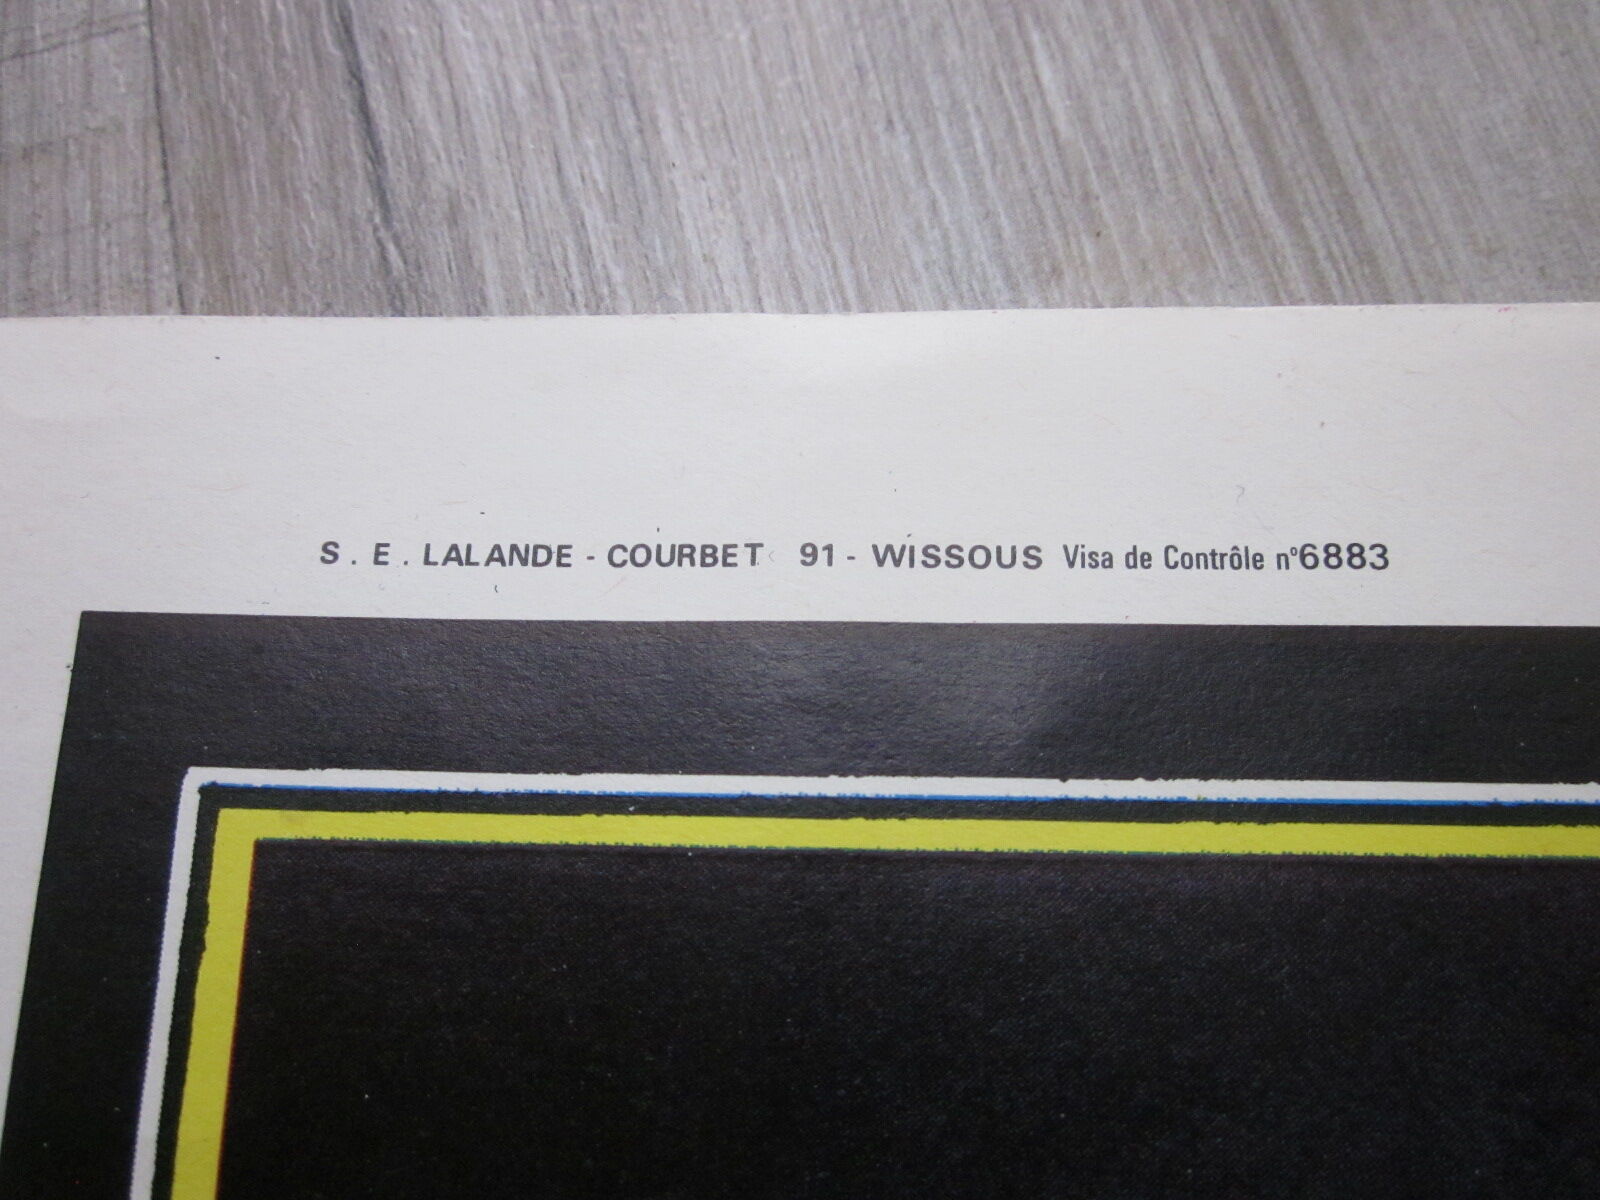 S. E. LALANDE - COURBET 91 - WISSOUS Visa de Contrôle n°6883